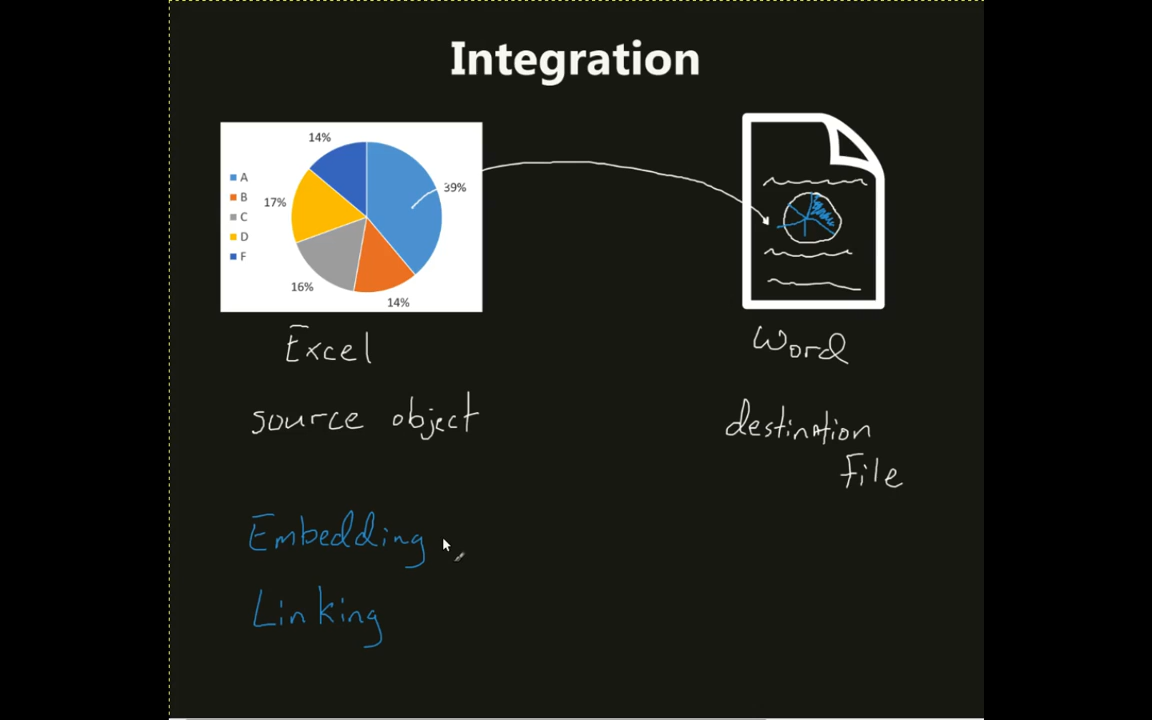 Integration
14%
A
39%
B
17%
C
D
F
16%
14%
Excel
Word
source object
destination
File
Embedding
Linking